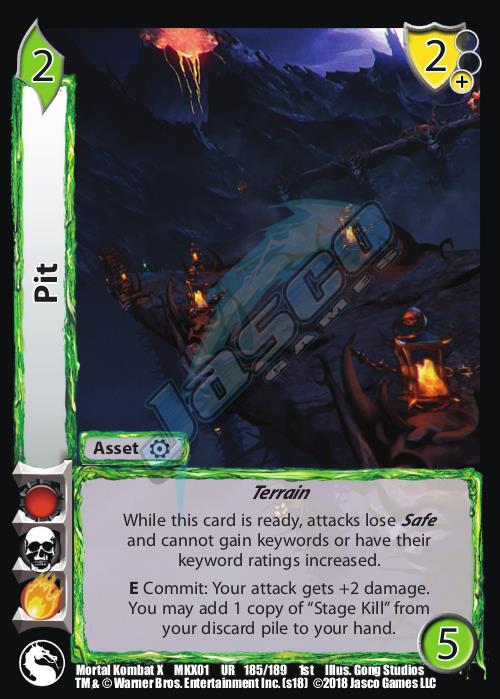 2
2
+
Pit
JASCO
GAMES
Asset
Terrain
While this card is ready, attacks lose Safe
and cannot gain keywords or have their
keyword ratings increased.
E Commit: Your attack gets +2 damage.
You may add 1 copy of “Stage Kill” from
your discard pile to your hand.
5
Mortal Kombat X MKX01 UR 185/189 1st Illus. Gong Studios
TM & © Warner Bros. Entertainment Inc. (s18) ©2018 Jasco Games LLC